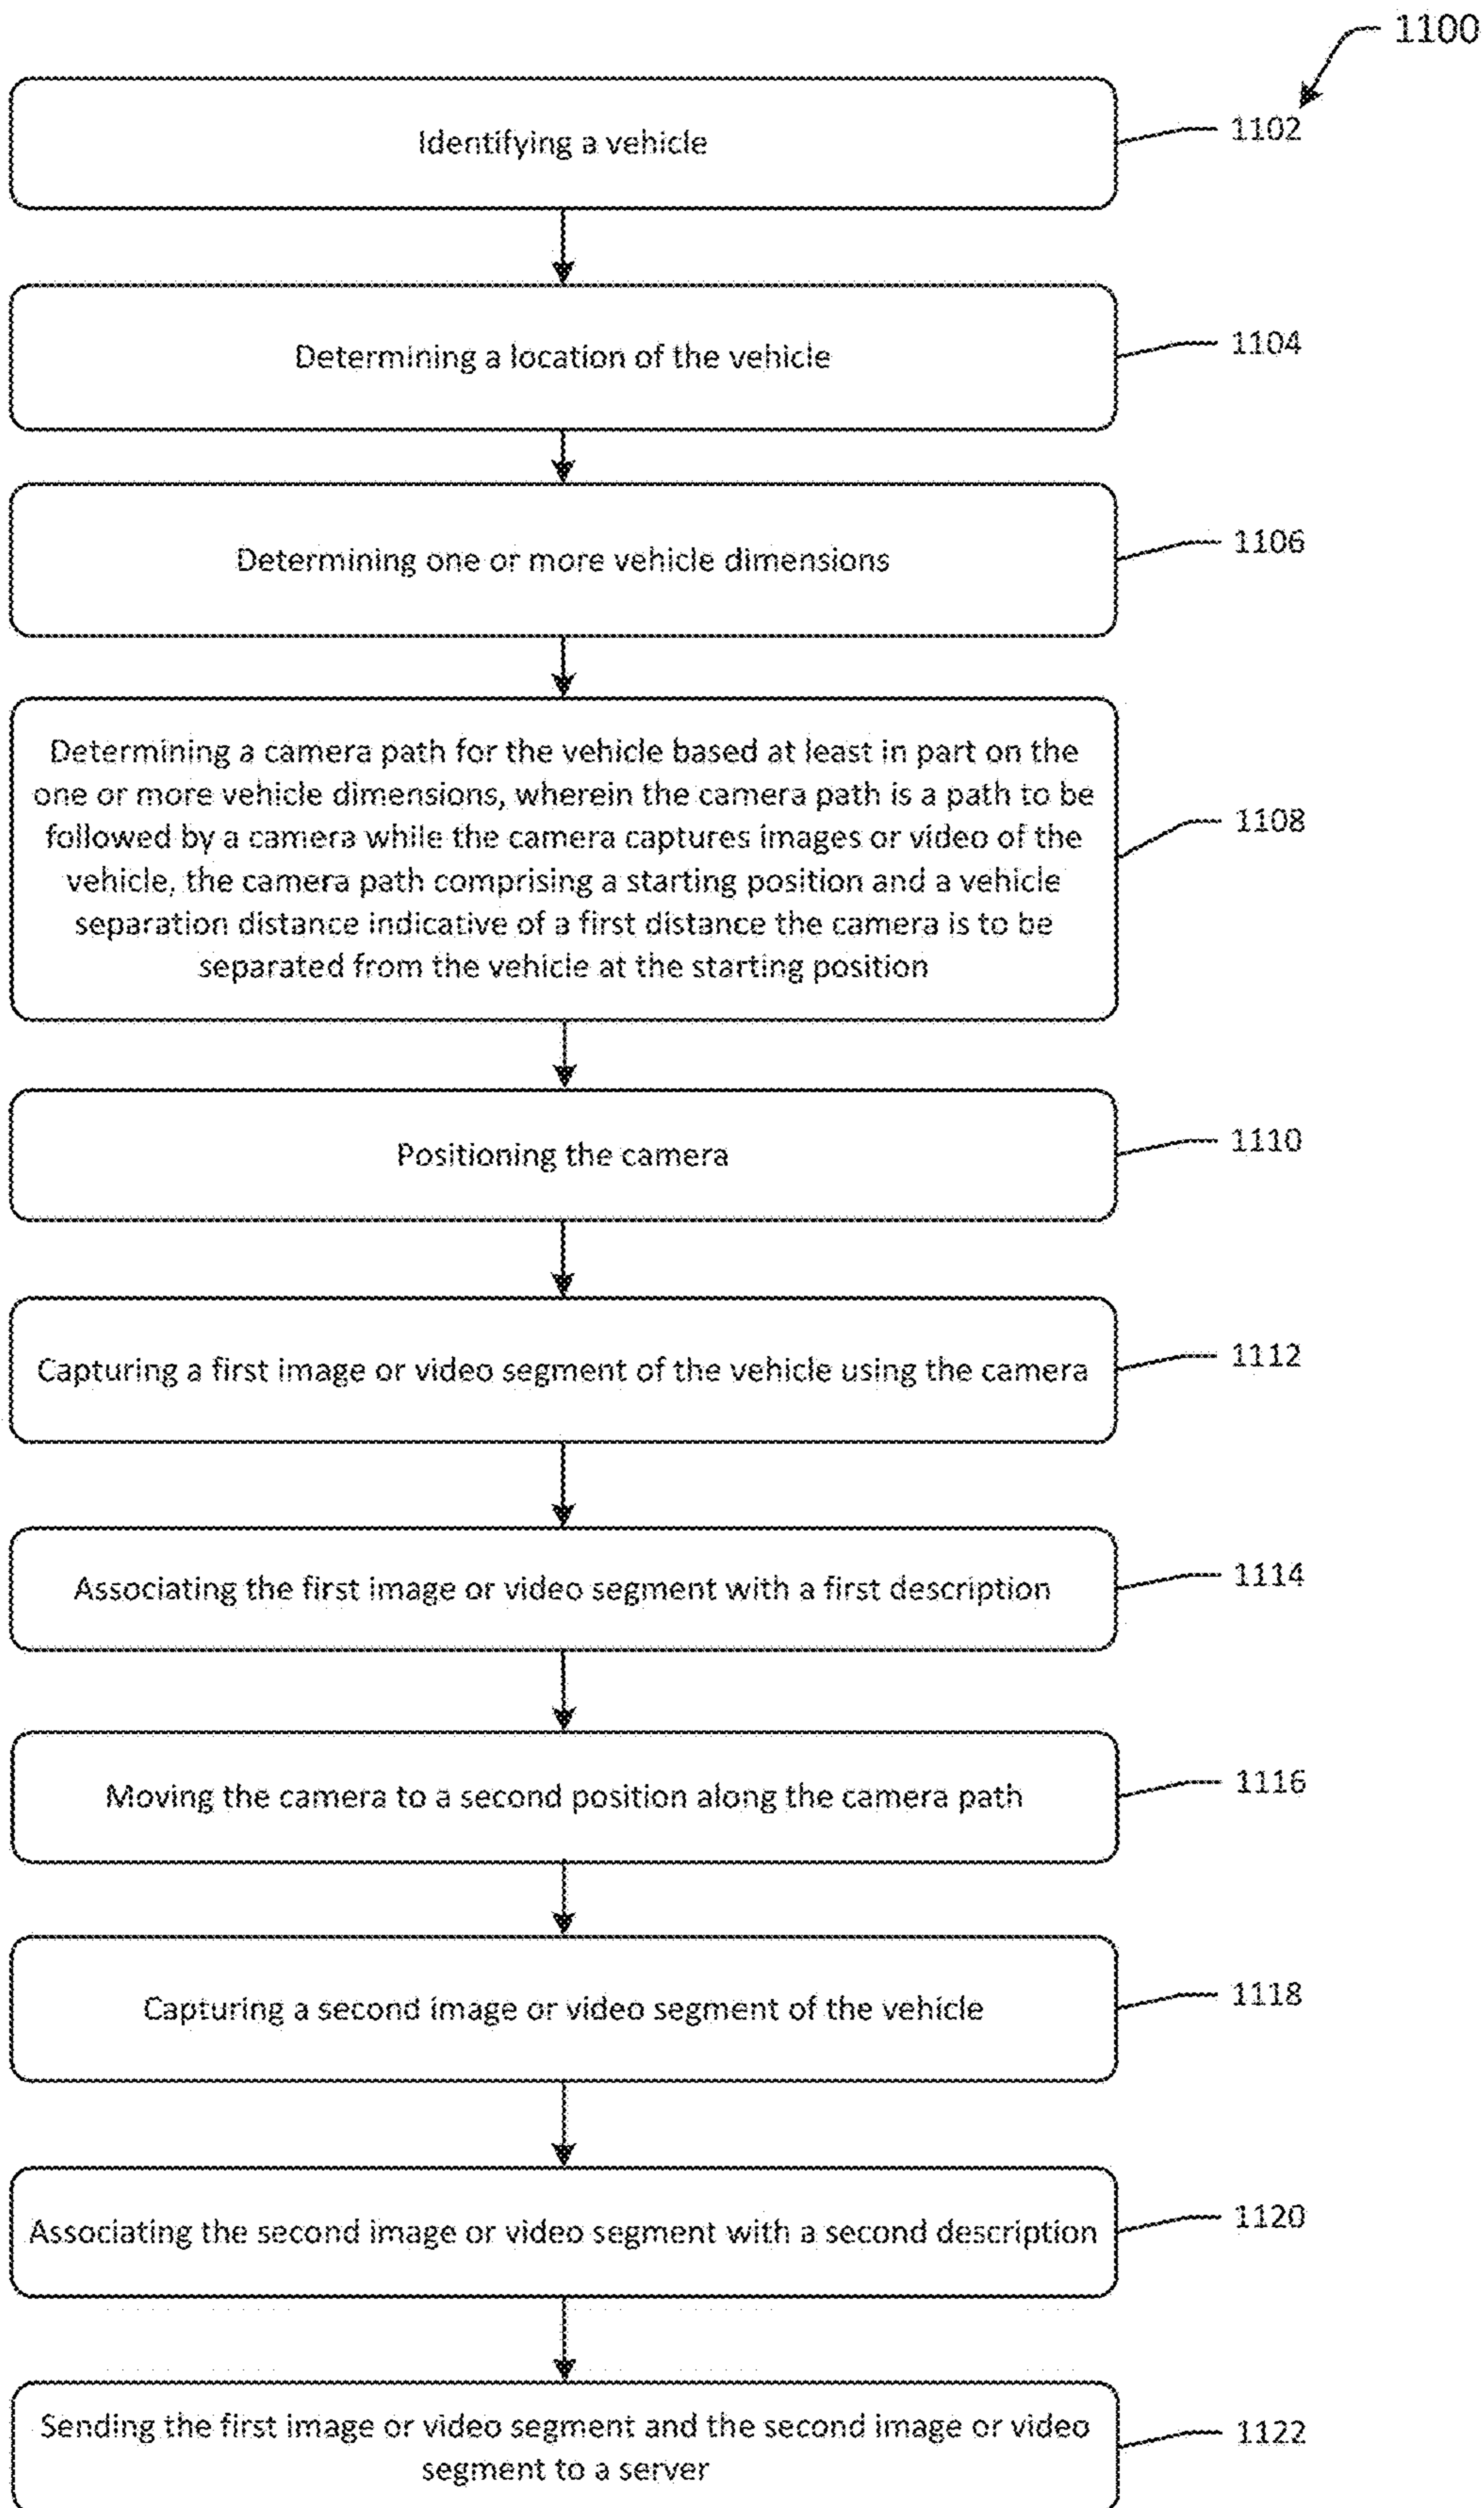 1100
Identifying a vehicle
1102
Determining a location of the vehicle
1104
Determining one or more vehicle dimensions
1106
Determining a camera path for the vehicle based at least in part on the
one or more vehicle dimensions, wherein the camera path is a path to be
followed by a camera while the camera captures images or video of the
vehicle, the camera path comprising a starting position and a vehicle
separation distance indicative of a first distance the camera is to be
separated from the vehicle at the starting position
1108
Positioning the camera
1110
Capturing a first image or video segment of the vehicle using the camera
1112
Associating the first image or video segment with a first description
1114
Moving the camera to a second position along the camera path
1116
Capturing a second image or video segment of the vehicle
1118
Associating the second image or video segment with a second description
1120
Sending the first image or video segment and the second image or video
segment to a server
1122